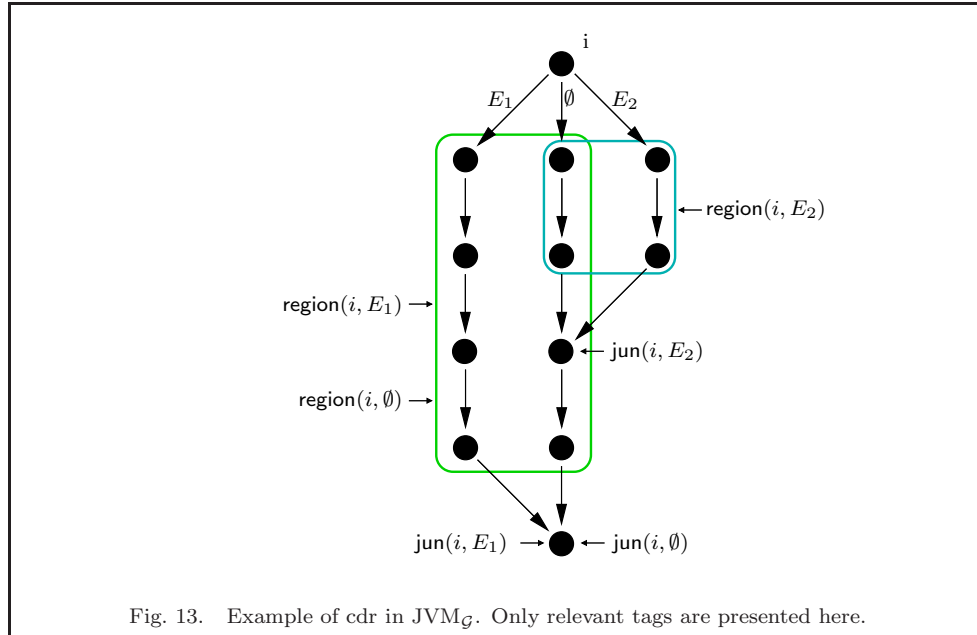 i
E₁ ∅ E₂
region(i, E₂)
region(i, E₁)
jun(i, E₂)
region(i, ∅)
jun(i, E₁) jun(i, ∅)
Fig. 13. Example of cdr in JVM𝒢. Only relevant tags are presented here.